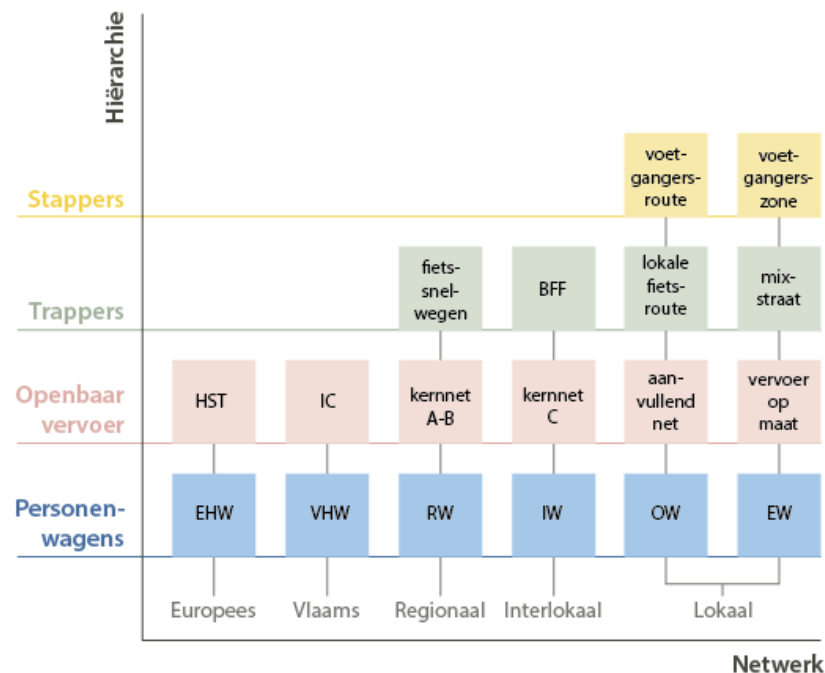 Hiërarchie
Stappers
voet-
gangers-
route
voet-
gangers-
zone
Trappers
fiets-
snel-
wegen
BFF
lokale
fiets-
route
mix-
straat
Openbaar
vervoer
HST
IC
kernnet
A-B
kernnet
C
aan-
vullend
net
vervoer
op
maat
Personen-
wagens
EHW
VHW
RW
IW
OW
EW
Europees
Vlaams
Regionaal
Interlokaal
Lokaal
Netwerk